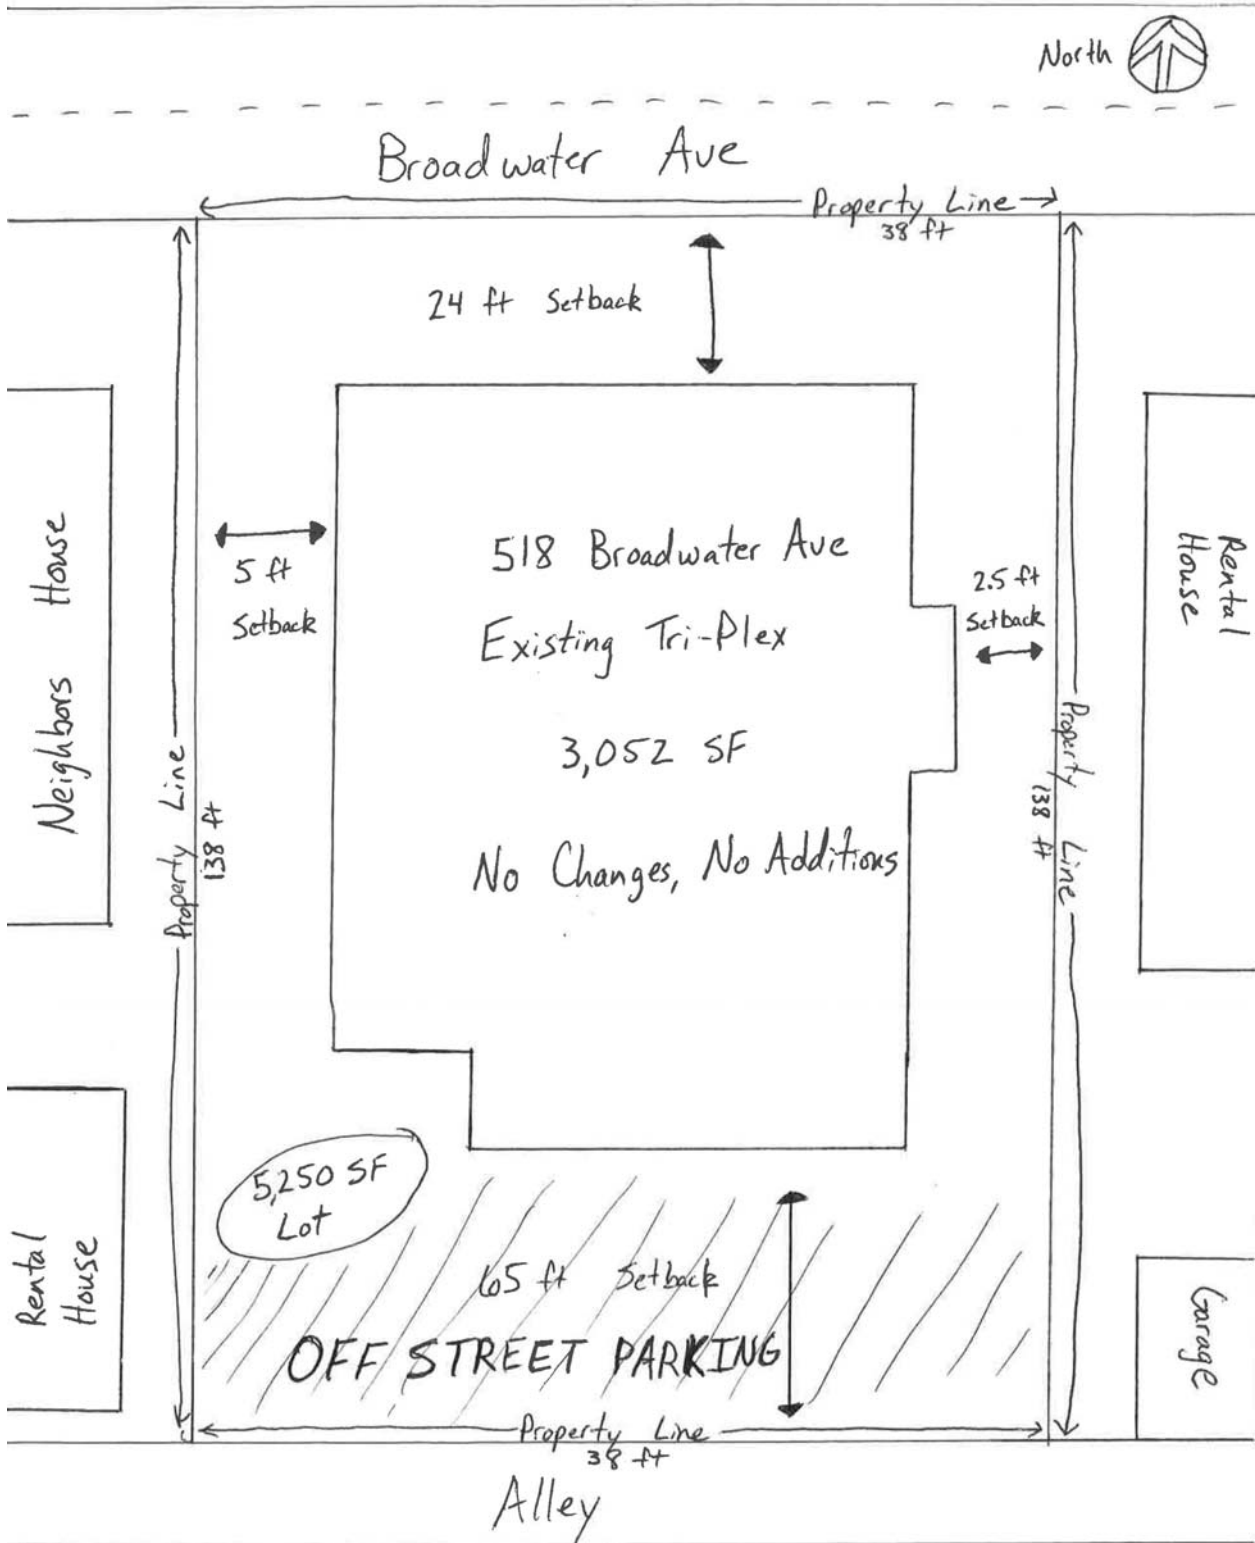 North
Broadwater Ave
Property Line
38 ft
24 ft Setback
Neighbors House
5 ft
Setback
518 Broadwater Ave
Existing Tri-Plex
3,052 SF
No Changes, No Additions
2.5 ft
Setback
Rental
House
Property Line
138 ft
Property Line
138 ft
5,250 SF
Lot
Rental
House
65 ft Setback
OFF STREET PARKING
Garage
Property Line
38 ft
Alley